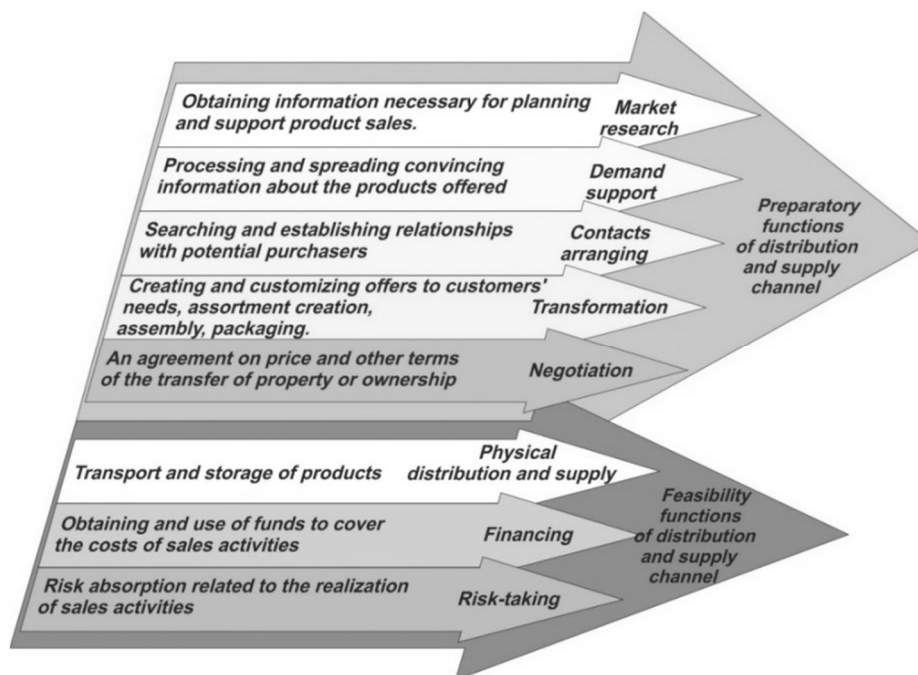 Obtaining information necessary for planning
and support product sales.
Market
research
Processing and spreading convincing
information about the products offered
Demand
support
Searching and establishing relationships
with potential purchasers
Contacts
arranging
Creating and customizing offers to customers'
needs, assortment creation,
assembly, packaging.
Transformation
An agreement on price and other terms
of the transfer of property or ownership
Negotiation
Preparatory
functions
of distribution
and supply
channel
Transport and storage of products
Physical
distribution and supply
Obtaining and use of funds to cover
the costs of sales activities
Financing
Risk absorption related to the realization
of sales activities
Risk-taking
Feasibility
functions
of distribution
and supply
channel